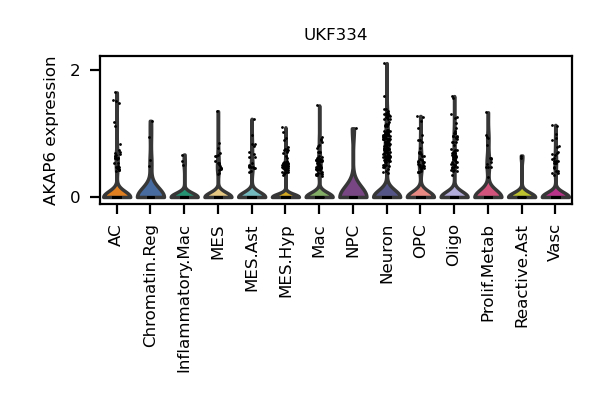 UKF334
AKAP6 expression
2
0
AC
Chromatin.Reg
Inflammatory.Mac
MES
MES.Ast
MES.Hyp
Mac
NPC
Neuron
OPC
Oligo
Prolif.Metab
Reactive.Ast
Vasc